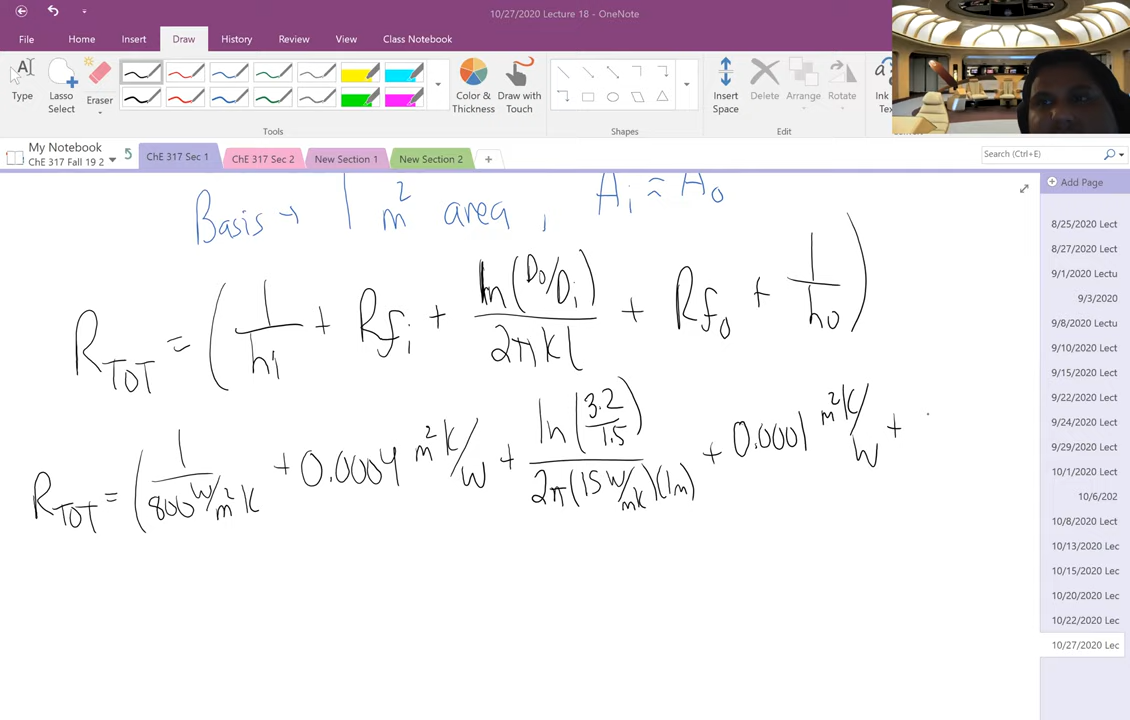 10/27/2020 Lecture 18 - OneNote
File Home Insert Draw History Review View Class Notebook
Type Lasso Select Eraser Color & Thickness Draw with Touch Insert Space Delete Arrange Rotate Ink
Tools Shapes Edit
My Notebook
ChE 317 Fall 19 2
ChE 317 Sec 1 ChE 317 Sec 2 New Section 1 New Section 2 +
Search (Ctrl+E)
Add Page
8/25/2020 Lect
8/27/2020 Lect
9/1/2020 Lectu
9/3/2020
9/8/2020 Lectu
9/10/2020 Lect
9/15/2020 Lect
9/22/2020 Lect
9/24/2020 Lect
9/29/2020 Lect
10/1/2020 Lect
10/6/202
10/8/2020 Lect
10/13/2020 Lec
10/15/2020 Lec
10/20/2020 Lec
10/22/2020 Lec
10/27/2020 Lec
Basis → 1 m² area, Ai ≈ Ao
R_TOT = (1/hi + Rfi + ln(Do/Di)/2πkl + Rfo + 1/ho)
R_TOT = (1/800 W/m²K + 0.0004 m²K/W + ln(3.2/1.5)/2π(15 W/mK)(1m) + 0.0001 m²K/W +